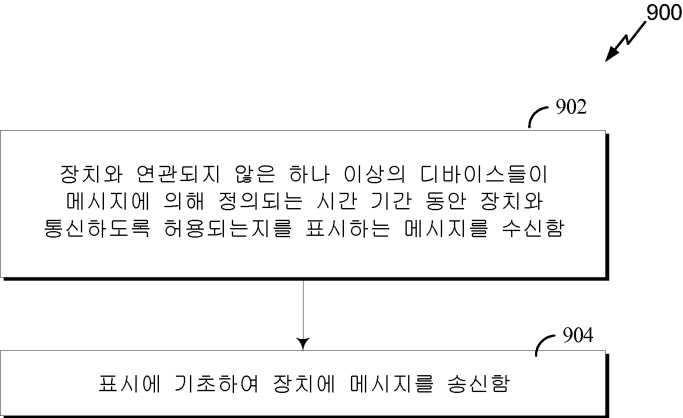 900
902
장치와 연관되지 않은 하나 이상의 디바이스들이
메시지에 의해 정의되는 시간 기간 동안 장치와
통신하도록 허용되는지를 표시하는 메시지를 수신함
904
표시에 기초하여 장치에 메시지를 송신함